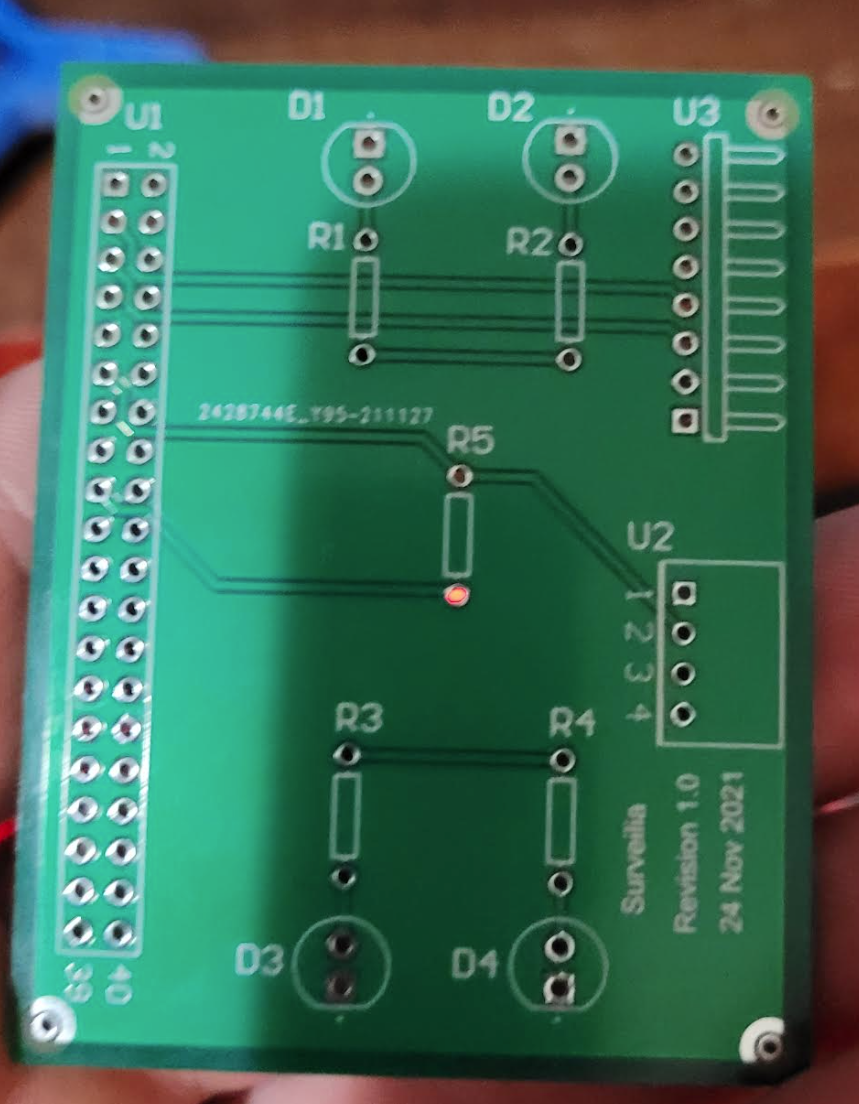 U1
D1
D2
U3
1 2
R1
R2
2428744E_Y95-211127
R5
U2
1
2
3
4
R3
R4
Surveilia
Revision 1.0
24 Nov 2021
D3
D4
39 40